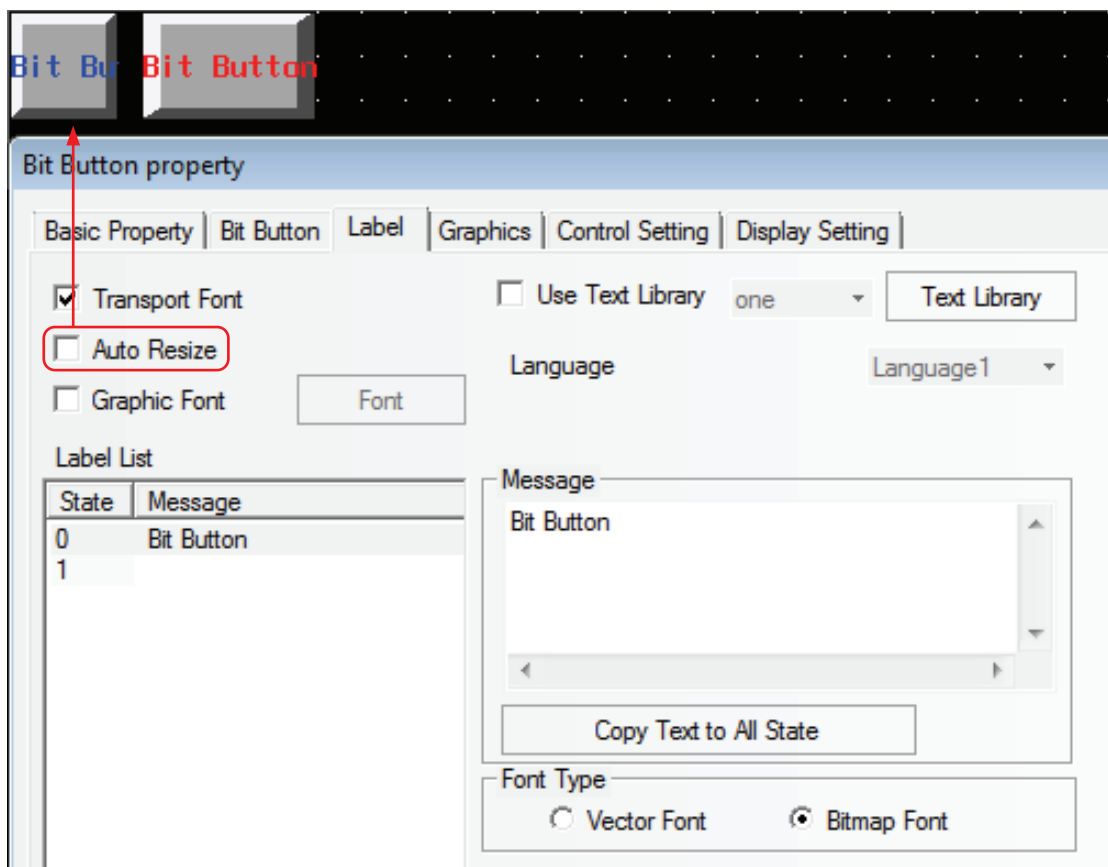 Bit Bu Bit Button
Bit Button property
Basic Property Bit Button Label Graphics Control Setting Display Setting
Transport Font Use Text Library one Text Library
Auto Resize
Language Language1
Graphic Font Font
Label List
State Message
0 Bit Button
1
Message
Bit Button
Copy Text to All State
Font Type
Vector Font Bitmap Font